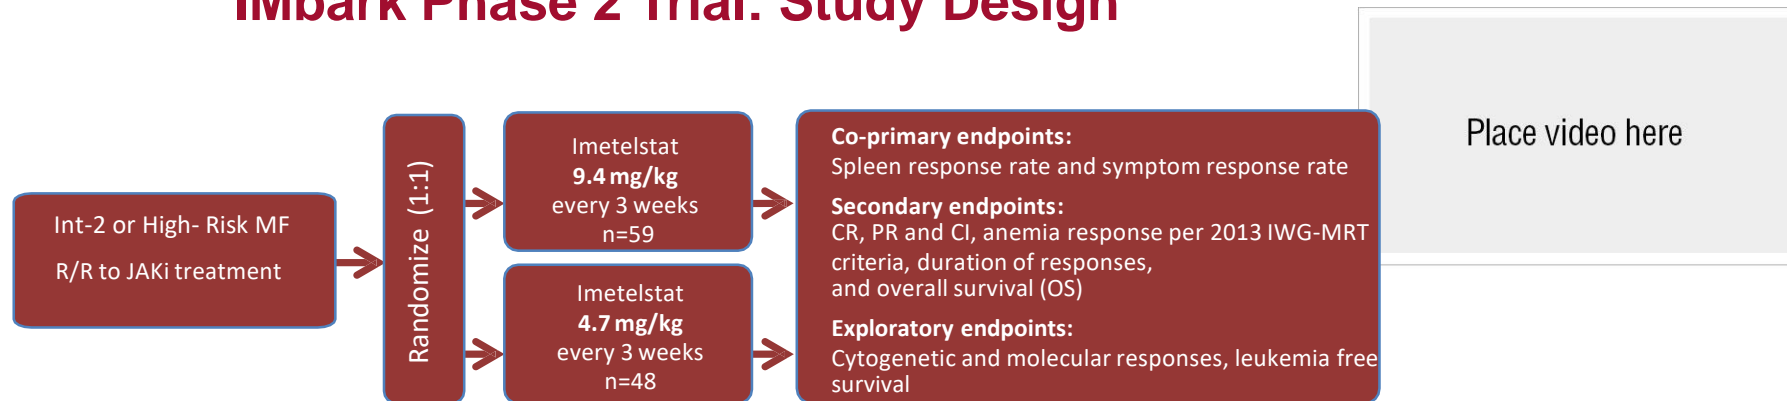 IMbark Phase 2 Trial: Study Design
Place video here
Int-2 or High- Risk MF
R/R to JAKi treatment
Randomize (1:1)
Imetelstat
9.4 mg/kg
every 3 weeks
n=59
Imetelstat
4.7 mg/kg
every 3 weeks
n=48
Co-primary endpoints:
Spleen response rate and symptom response rate
Secondary endpoints:
CR, PR and CI, anemia response per 2013 IWG-MRT
criteria, duration of responses,
and overall survival (OS)
Exploratory endpoints:
Cytogenetic and molecular responses, leukemia free
survival